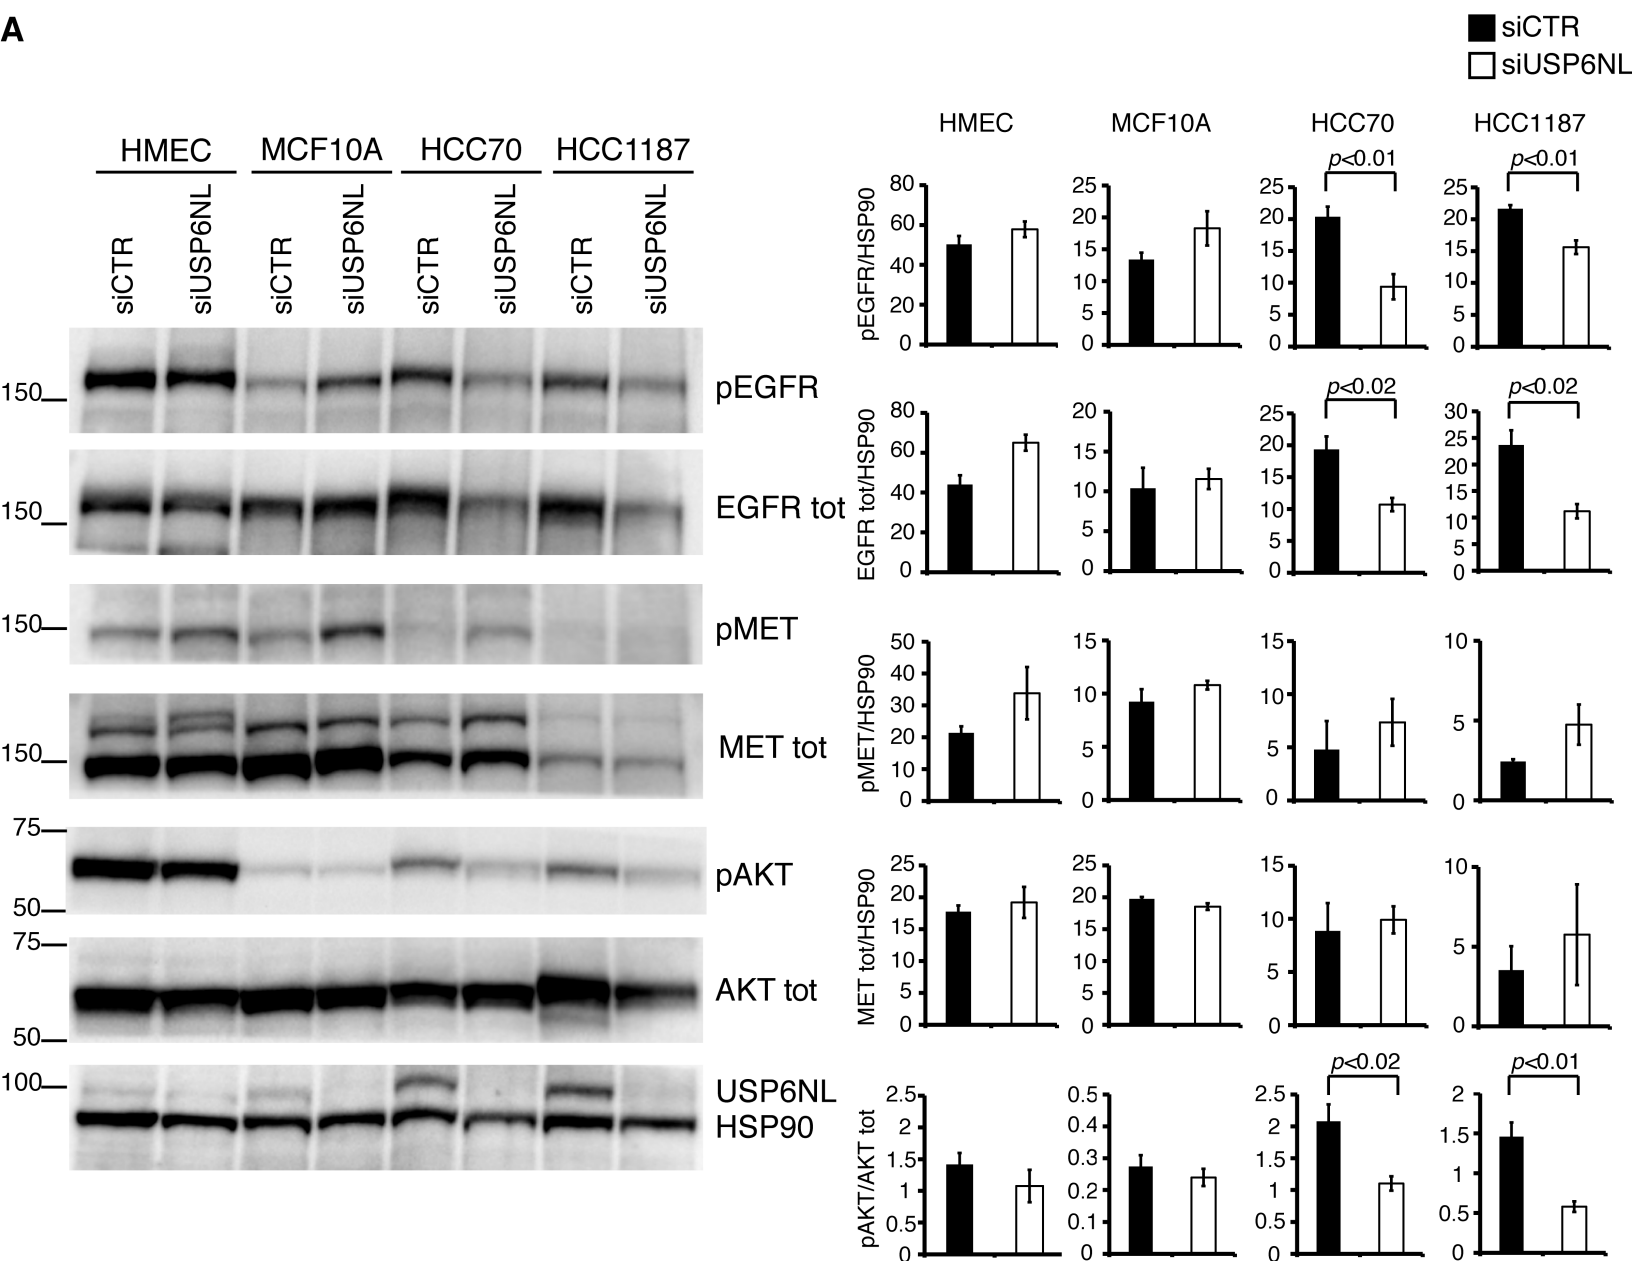 A
siCTR
siUSP6NL
HMEC MCF10A HCC70 HCC1187
siCTR siUSP6NL siCTR siUSP6NL siCTR siUSP6NL siCTR siUSP6NL
150 pEGFR
150 EGFR tot
150 pMET
150 MET tot
75
pAKT
50
75
AKT tot
50
100 USP6NL
HSP90
HMEC MCF10A HCC70 HCC1187
p<0.01 p<0.01
pEGFR/HSP90
80 60 40 20 0
25 20 15 10 5 0
25 20 15 10 5 0
25 20 15 10 5 0
p<0.02 p<0.02
EGFR tot/HSP90
80 60 40 20 0
20 15 10 5 0
25 20 15 10 5 0
30 25 20 15 10 5 0
pMET/HSP90
50 40 30 20 10 0
15 10 5 0
15 10 5 0
10 5 0
MET tot/HSP90
25 20 15 10 5 0
25 20 15 10 5 0
15 10 5 0
10 5 0
p<0.02 p<0.01
pAKT/AKT tot
2.5 2 1.5 1 0.5 0
0.5 0.4 0.3 0.2 0.1 0
2.5 2 1.5 1 0.5 0
2 1.5 1 0.5 0